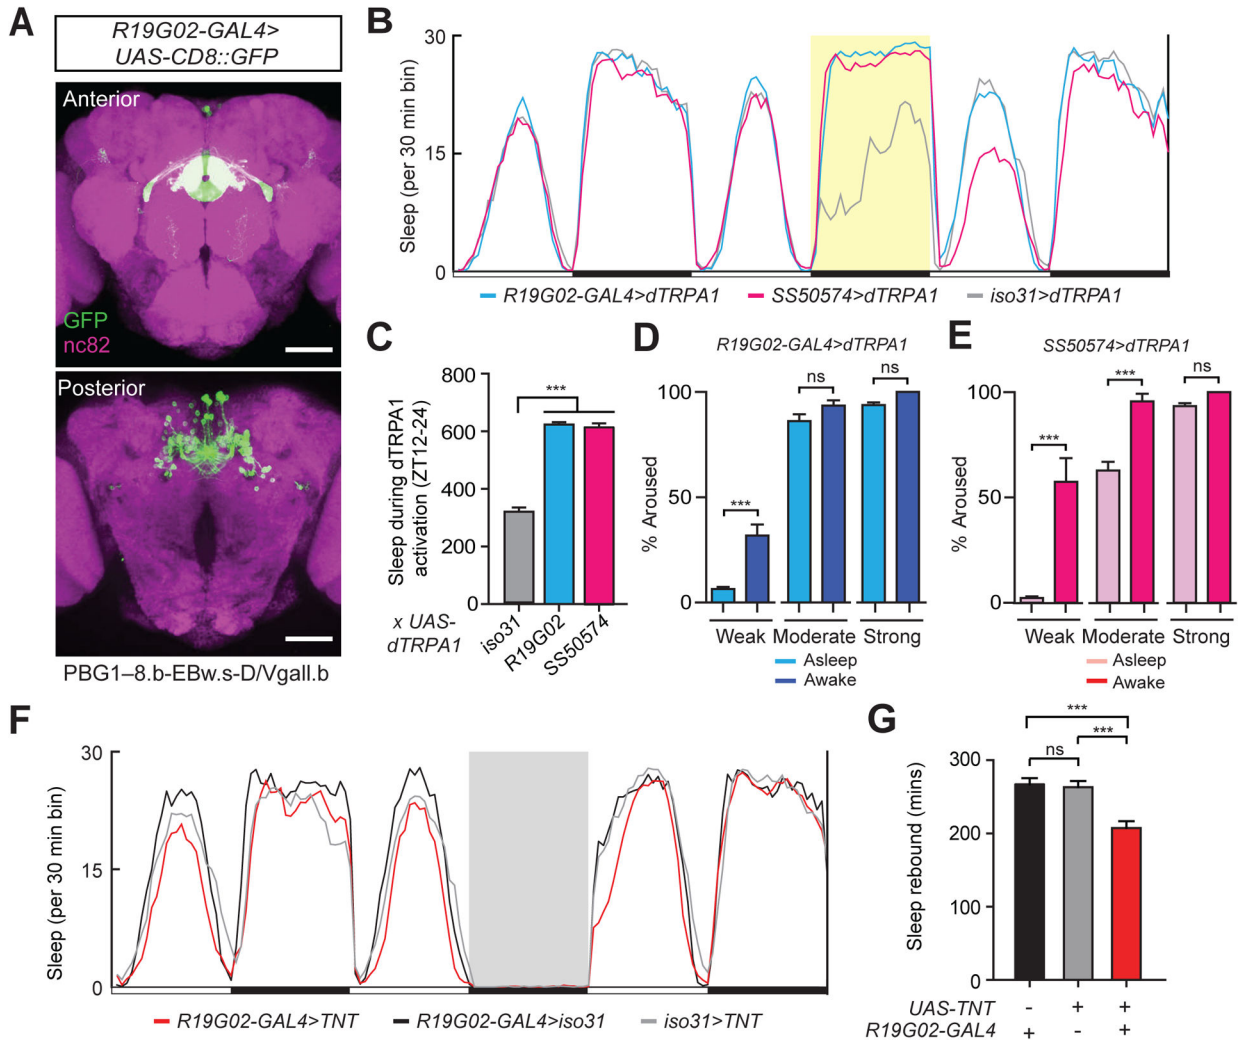 A
R19G02-GAL4>
UAS-CD8::GFP
Anterior
GFP
nc82
Posterior
PBG1–8.b-EBw.s-D/Vgall.b
B
Sleep (per 30 min bin)
30
15
0
R19G02-GAL4>dTRPA1
SS50574>dTRPA1
iso31>dTRPA1
C
Sleep during dTRPA1
activation (ZT12-24)
800
600
400
200
0
***
x UAS-
dTRPA1
iso31
R19G02
SS50574
D
R19G02-GAL4>dTRPA1
% Aroused
100
50
0
***
ns
ns
Weak
Moderate
Strong
Asleep
Awake
E
SS50574>dTRPA1
% Aroused
100
50
0
***
***
ns
Weak
Moderate
Strong
Asleep
Awake
F
Sleep (per 30 min bin)
30
15
0
R19G02-GAL4>TNT
R19G02-GAL4>iso31
iso31>TNT
G
Sleep rebound (mins)
300
200
100
0
***
ns
***
UAS-TNT - + +
R19G02-GAL4 + - +